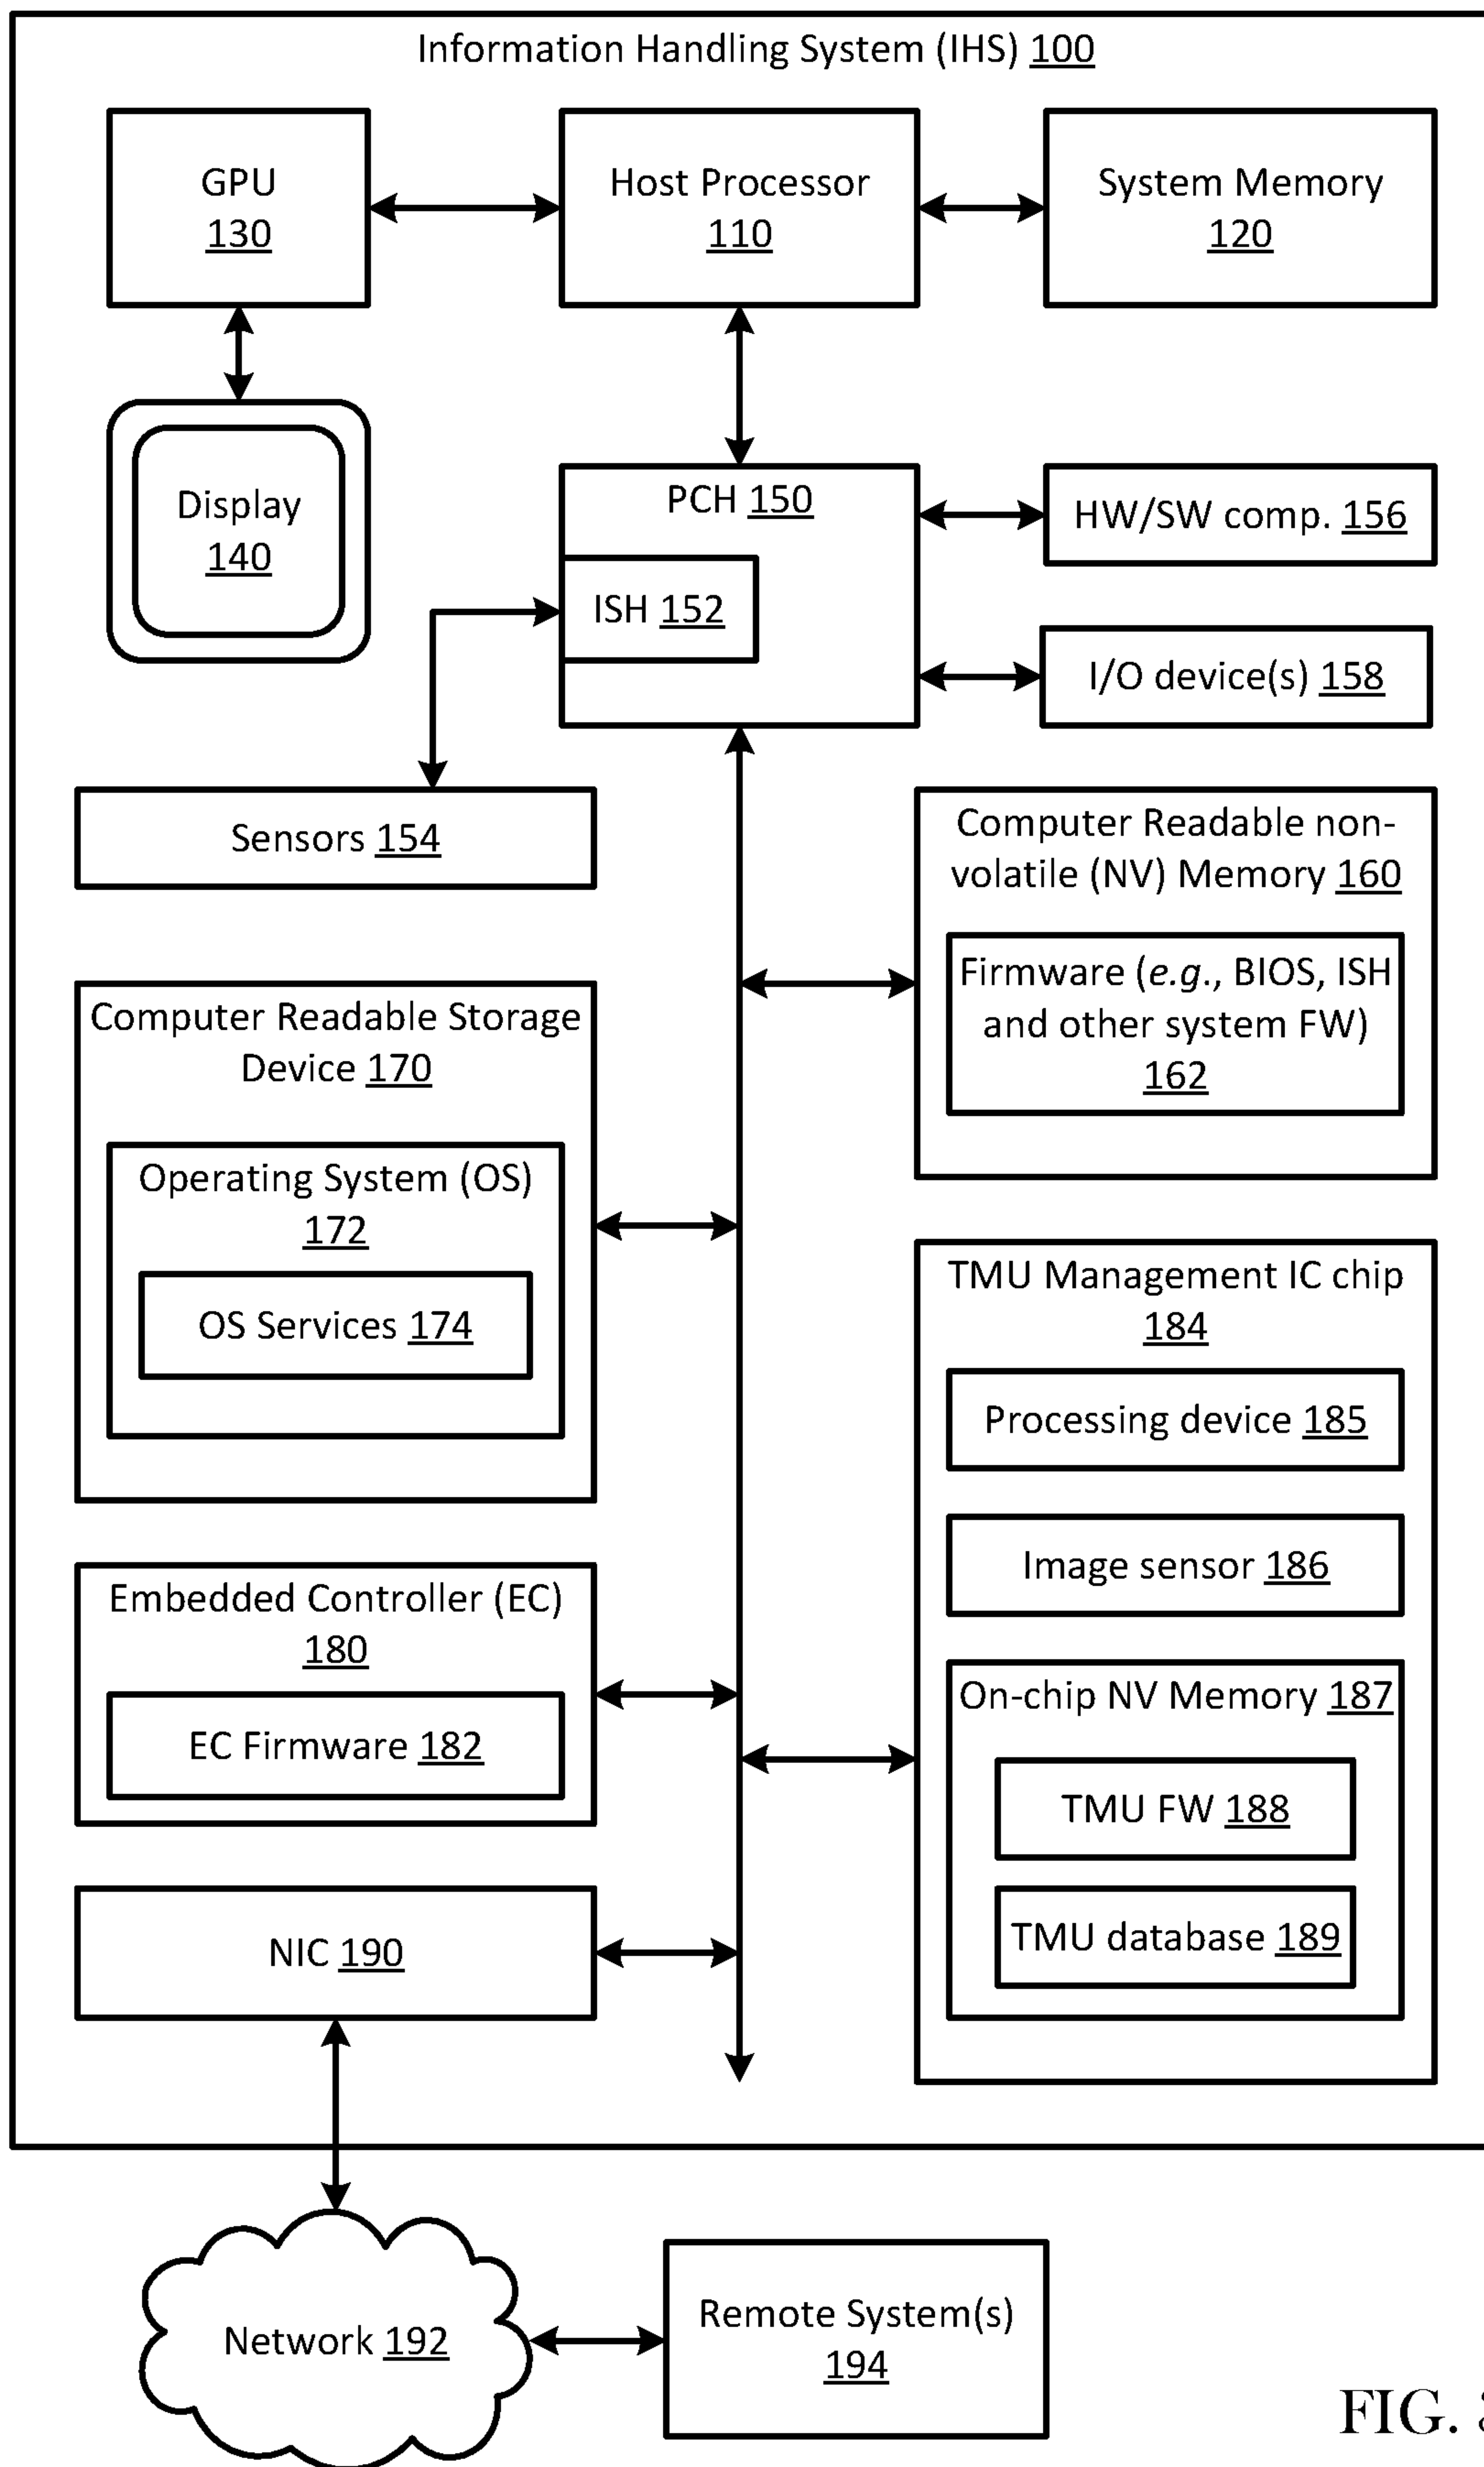 Information Handling System (IHS) 100
GPU
130
Host Processor
110
System Memory
120
Display
140
PCH 150
ISH 152
HW/SW comp. 156
I/O device(s) 158
Sensors 154
Computer Readable non-
volatile (NV) Memory 160
Firmware (e.g., BIOS, ISH
and other system FW)
162
Computer Readable Storage
Device 170
Operating System (OS)
172
OS Services 174
TMU Management IC chip
184
Processing device 185
Image sensor 186
On-chip NV Memory 187
TMU FW 188
TMU database 189
Embedded Controller (EC)
180
EC Firmware 182
NIC 190
Network 192
Remote System(s)
194
FIG.